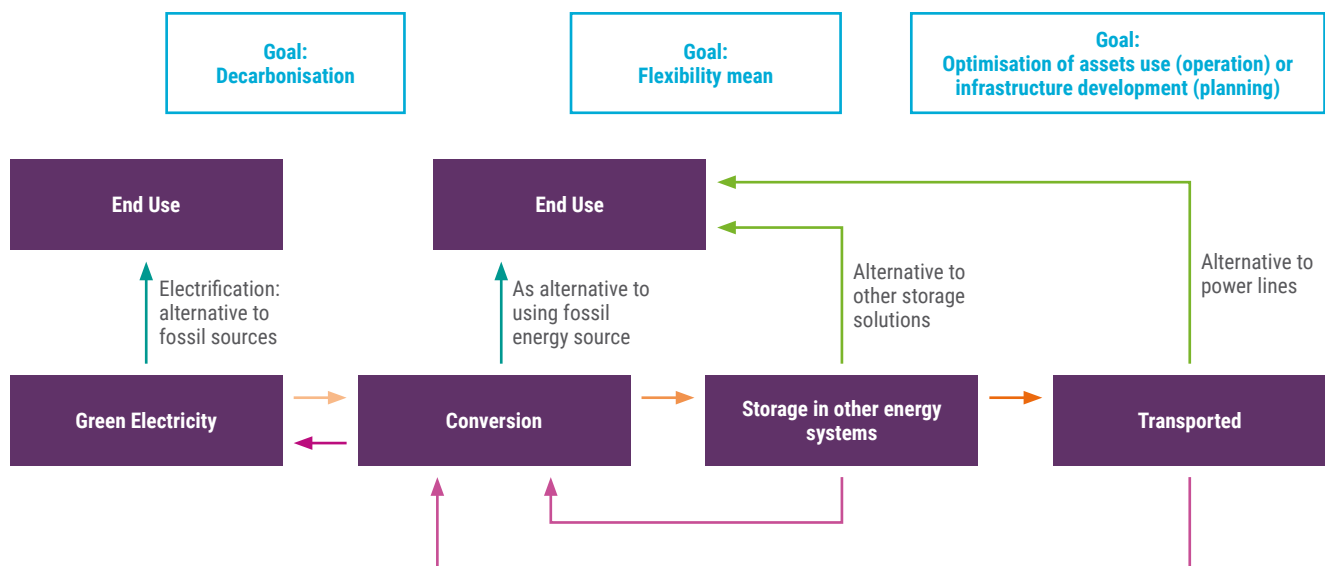 Goal:
Decarbonisation
Goal:
Flexibility mean
Goal:
Optimisation of assets use (operation) or
infrastructure development (planning)
End Use
End Use
Electrification:
alternative to
fossil sources
As alternative to
using fossil
energy source
Alternative to
other storage
solutions
Alternative to
power lines
Green Electricity
Conversion
Storage in other energy
systems
Transported